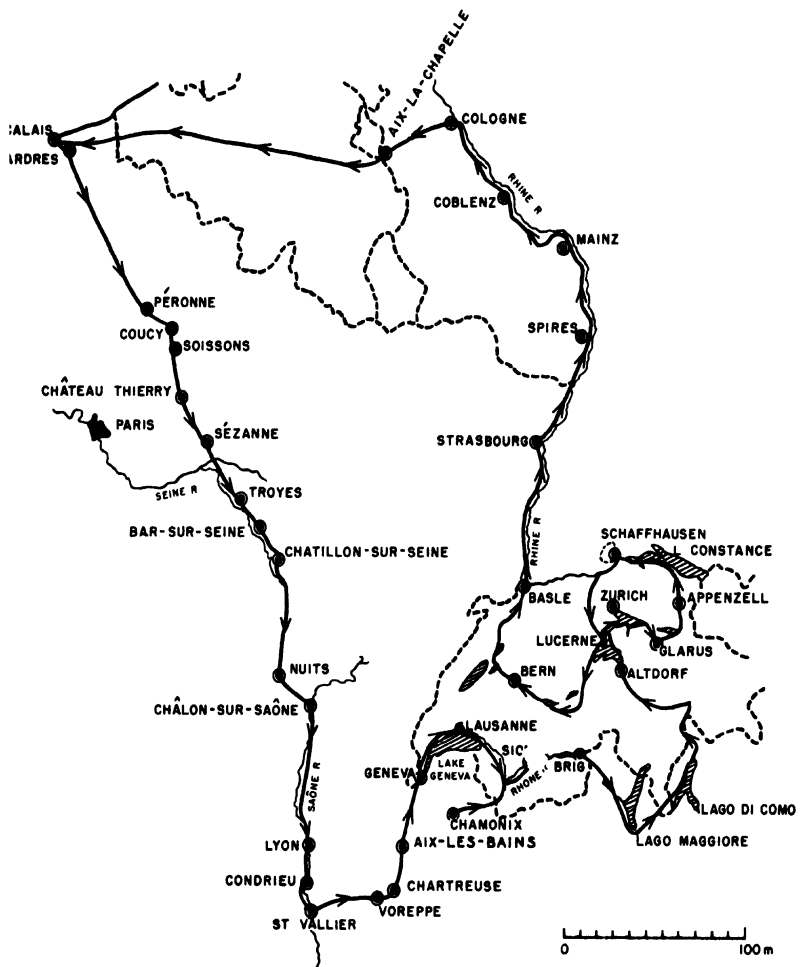 AIX-LA-CHAPELLE
COLOGNE
ALAIS
ARDRES
RHINE R
COBLENZ
MAINZ
PÉRONNE
COUCY
SOISSONS
SPIRES
CHÂTEAU THIERRY
PARIS
SÉZANNE
STRASBOURG
SEINE R
TROYES
BAR-SUR-SEINE
CHATILLON-SUR-SEINE
RHINE R
SCHAFFHAUSEN
L CONSTANCE
BASLE
ZURICH
APPENZELL
LUCERNE
GLARUS
NUITS
BERN
ALTDORF
CHÂLON-SUR-SAÔNE
LAUSANNE
SIO
LAKE
GENEVA
GENEVA
BRIG
RHONE
SAÔNE R
LAGO DI COMO
CHAMONIX
LAGO MAGGIORE
LYON
AIX-LES-BAINS
CONDRIEU
CHARTREUSE
VOREPPE
ST VALLIER
0 100 m